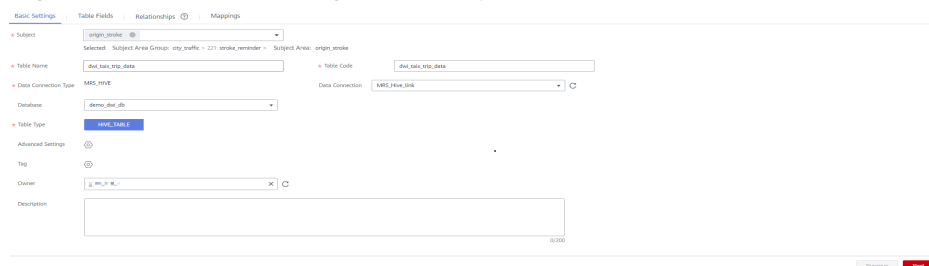 Basic Settings Table Fields Relationships Mappings
* Subject origin_stroke
Selected: Subject Area Group: city_traffic > 221: stroke_reminder > Subject Area: origin_stroke
* Table Name dwi_taix_trip_data * Table Code dwi_taix_trip_data
* Data Connection Type MRS_HIVE Data Connection MRS_Hive_link
Database demo_dwi_db
* Table Type HIVE_TABLE
Advanced Settings
Tag
Owner
Description
0/200